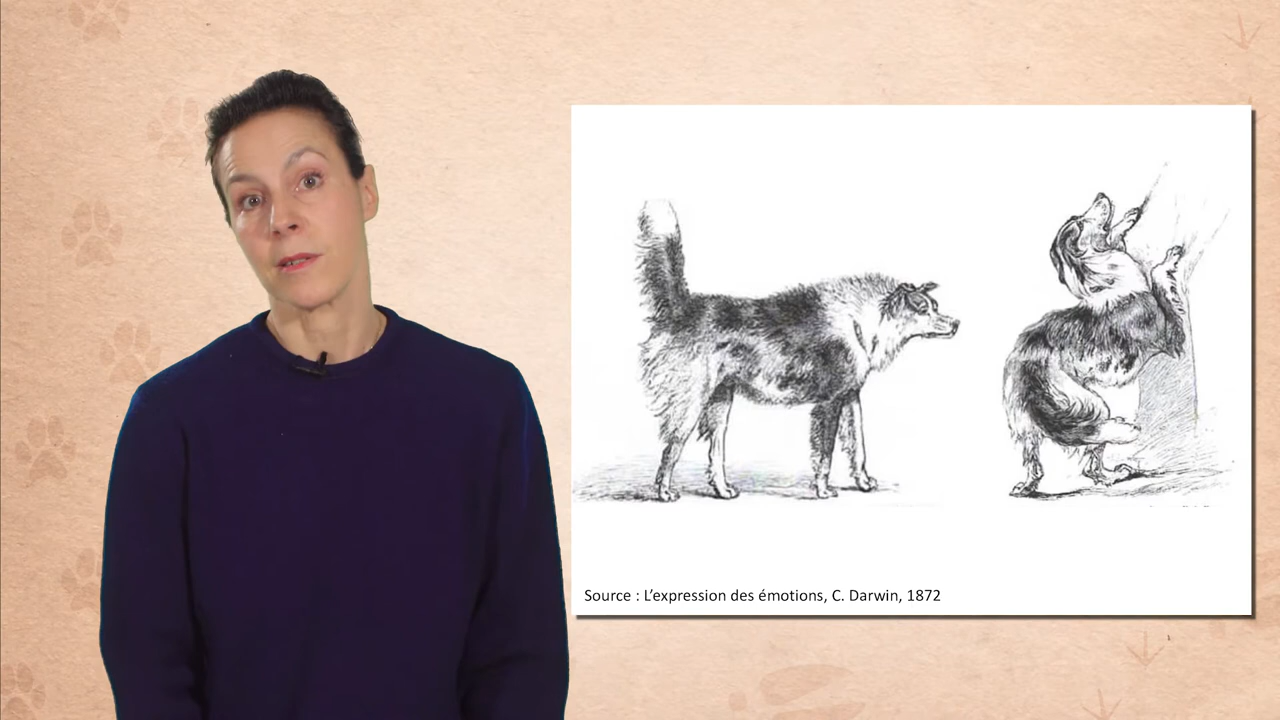 Source : L'expression des émotions, C. Darwin, 1872